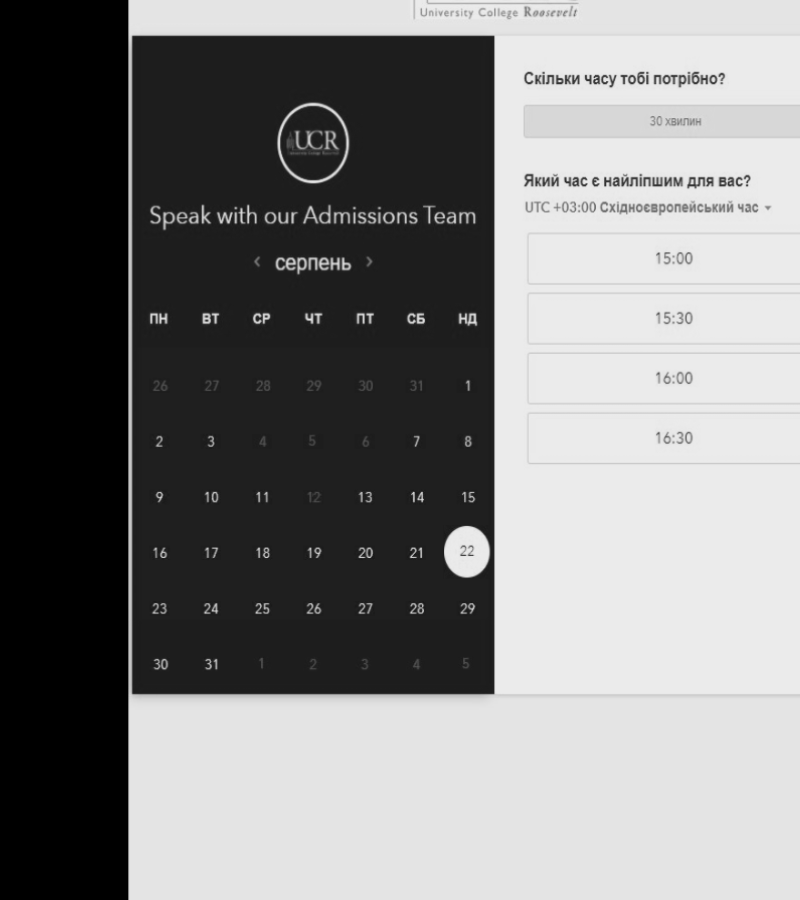 University College Roosevelt
UCR
Speak with our Admissions Team
‹ серпень ›
ПН ВТ СР ЧТ ПТ СБ НД
26 27 28 29 30 31 1
2 3 4 5 6 7 8
9 10 11 12 13 14 15
16 17 18 19 20 21 22
23 24 25 26 27 28 29
30 31 1 2 3 4 5
Скільки часу тобі потрібно?
30 хвилин
Який час є найліпшим для вас?
UTC +03:00 Східноєвропейський час
15:00
15:30
16:00
16:30